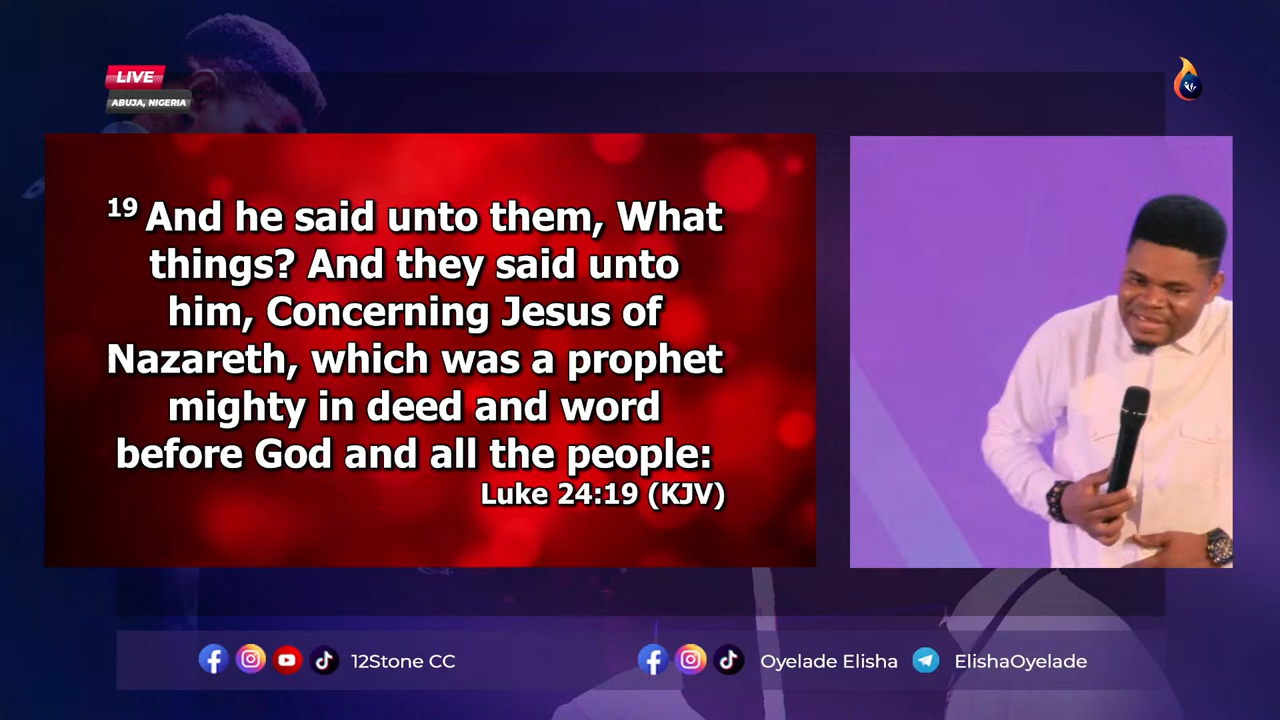 LIVE
ABUJA, NIGERIA
19 And he said unto them, What
things? And they said unto
him, Concerning Jesus of
Nazareth, which was a prophet
mighty in deed and word
before God and all the people:
Luke 24:19 (KJV)
12Stone CC
Oyelade Elisha
ElishaOyelade